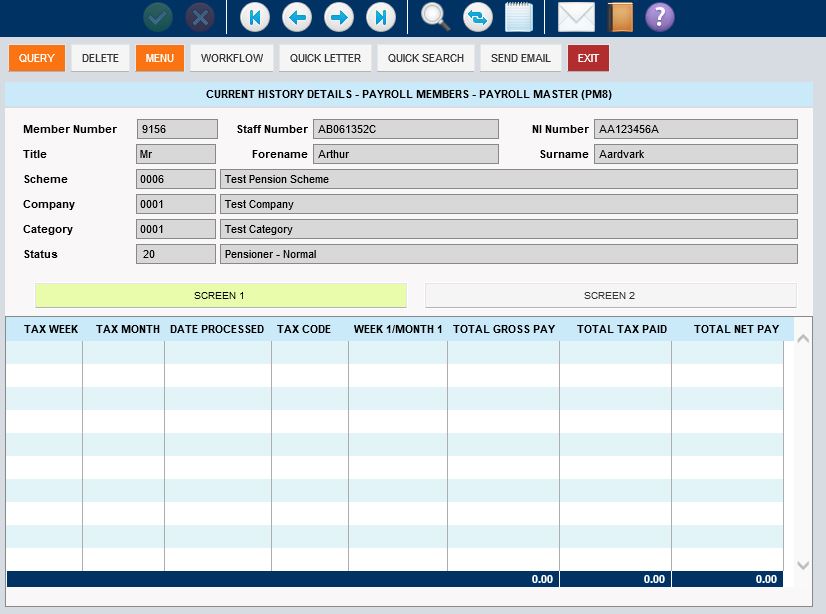 ?
QUERY DELETE MENU WORKFLOW QUICK LETTER QUICK SEARCH SEND EMAIL EXIT
CURRENT HISTORY DETAILS - PAYROLL MEMBERS - PAYROLL MASTER (PM8)
Member Number 9156 Staff Number AB061352C NI Number AA123456A
Title Mr Forename Arthur Surname Aardvark
Scheme 0006 Test Pension Scheme
Company 0001 Test Company
Category 0001 Test Category
Status 20 Pensioner - Normal
SCREEN 1 SCREEN 2
TAX WEEK TAX MONTH DATE PROCESSED TAX CODE WEEK 1/MONTH 1 TOTAL GROSS PAY TOTAL TAX PAID TOTAL NET PAY
0.00 0.00 0.00